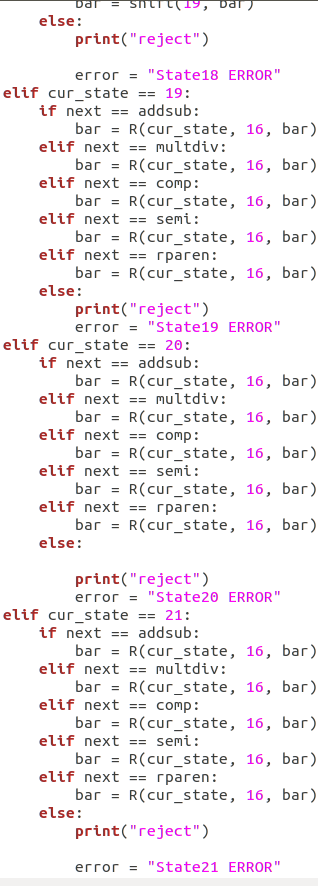 bar = shift(19, bar)
else:
print("reject")
error = "State18 ERROR"
elif cur_state == 19:
if next == addsub:
bar = R(cur_state, 16, bar)
elif next == multdiv:
bar = R(cur_state, 16, bar)
elif next == comp:
bar = R(cur_state, 16, bar)
elif next == semi:
bar = R(cur_state, 16, bar)
elif next == rparen:
bar = R(cur_state, 16, bar)
else:
print("reject")
error = "State19 ERROR"
elif cur_state == 20:
if next == addsub:
bar = R(cur_state, 16, bar)
elif next == multdiv:
bar = R(cur_state, 16, bar)
elif next == comp:
bar = R(cur_state, 16, bar)
elif next == semi:
bar = R(cur_state, 16, bar)
elif next == rparen:
bar = R(cur_state, 16, bar)
else:
print("reject")
error = "State20 ERROR"
elif cur_state == 21:
if next == addsub:
bar = R(cur_state, 16, bar)
elif next == multdiv:
bar = R(cur_state, 16, bar)
elif next == comp:
bar = R(cur_state, 16, bar)
elif next == semi:
bar = R(cur_state, 16, bar)
elif next == rparen:
bar = R(cur_state, 16, bar)
else:
print("reject")
error = "State21 ERROR"